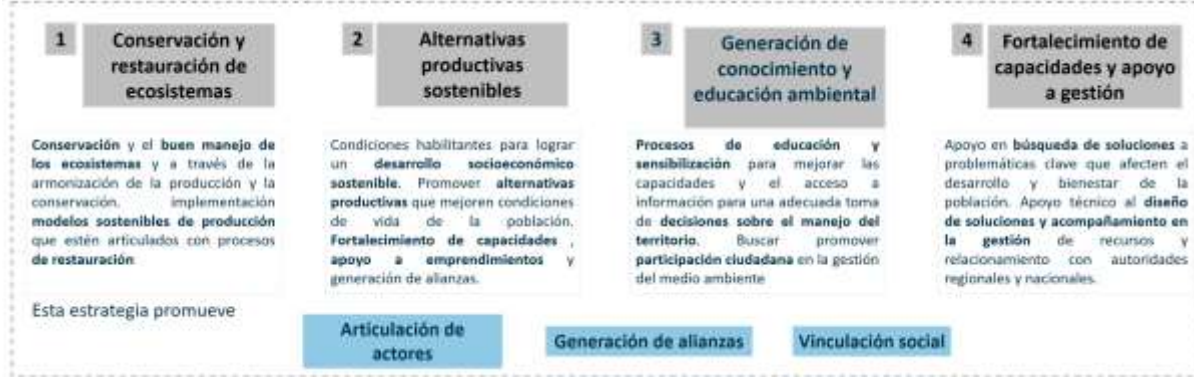 1
Conservación y
restauración de
ecosistemas
Conservación y el buen manejo de
los ecosistemas y a través de la
armonización de la producción y la
conservación. implementación
modelos sostenibles de producción
que estén articulados con procesos
de restauración
2
Alternativas
productivas
sostenibles
Condiciones habilitantes para lograr
un desarrollo socioeconómico
sostenible. Promover alternativas
productivas que mejoren condiciones
de vida de la población.
Fortalecimiento de capacidades ,
apoyo a emprendimientos y
generación de alianzas.
3
Generación de
conocimiento y
educación ambiental
Procesos de educación y
sensibilización para mejorar las
capacidades y el acceso a
información para una adecuada toma
de decisiones sobre el manejo del
territorio. Buscar promover
participación ciudadana en la gestión
del medio ambiente
4
Fortalecimiento de
capacidades y apoyo
a gestión
Apoyo en búsqueda de soluciones a
problemáticas clave que afecten el
desarrollo y bienestar de la
población. Apoyo técnico al diseño
de soluciones y acompañamiento en
la gestión de recursos y
relacionamiento con autoridades
regionales y nacionales.
Esta estrategia promueve
Articulación de
actores
Generación de alianzas
Vinculación social